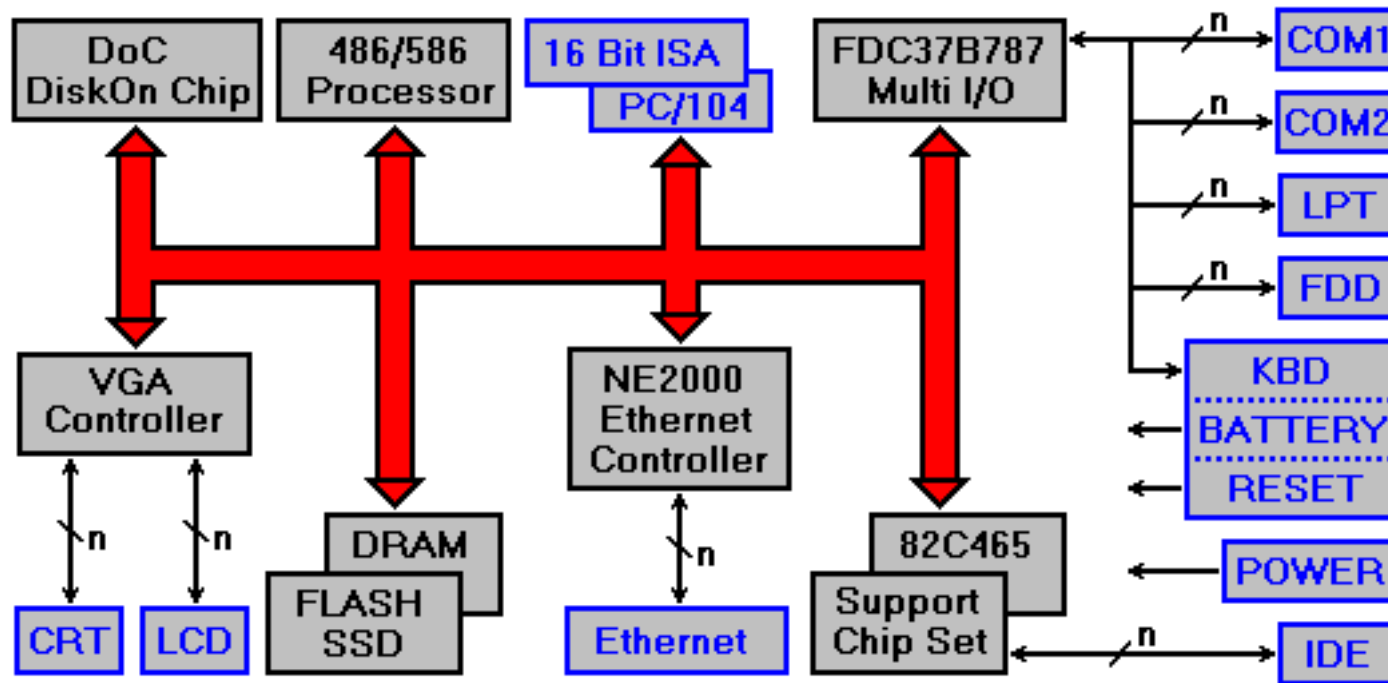 DoC
DiskOn Chip
486/586
Processor
16 Bit ISA
PC/104
FDC37B787
Multi I/O
n
COM1
n
COM2
n
LPT
n
FDD
KBD
BATTERY
RESET
POWER
VGA
Controller
NE2000
Ethernet
Controller
n
n
n
DRAM
FLASH
SSD
82C465
Support
Chip Set
CRT
LCD
Ethernet
n
IDE